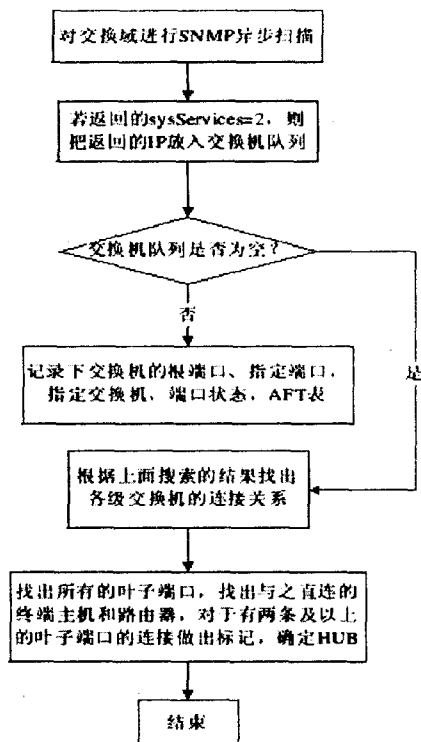 对交换域进行SNMP异步扫描
若返回的sysServices=2，则
把返回的IP放入交换机队列
交换机队列是否为空?
否
是
记录下交换机的根端口、指定端口，
指定交换机，端口状态，AFT表
根据上面搜索的结果找出
各级交换机的连接关系
找出所有的叶子端口，找出与之直连的
终端主机和路由器，对于有两条及以上
的叶子端口的连接做出标记，确定HUB
结束